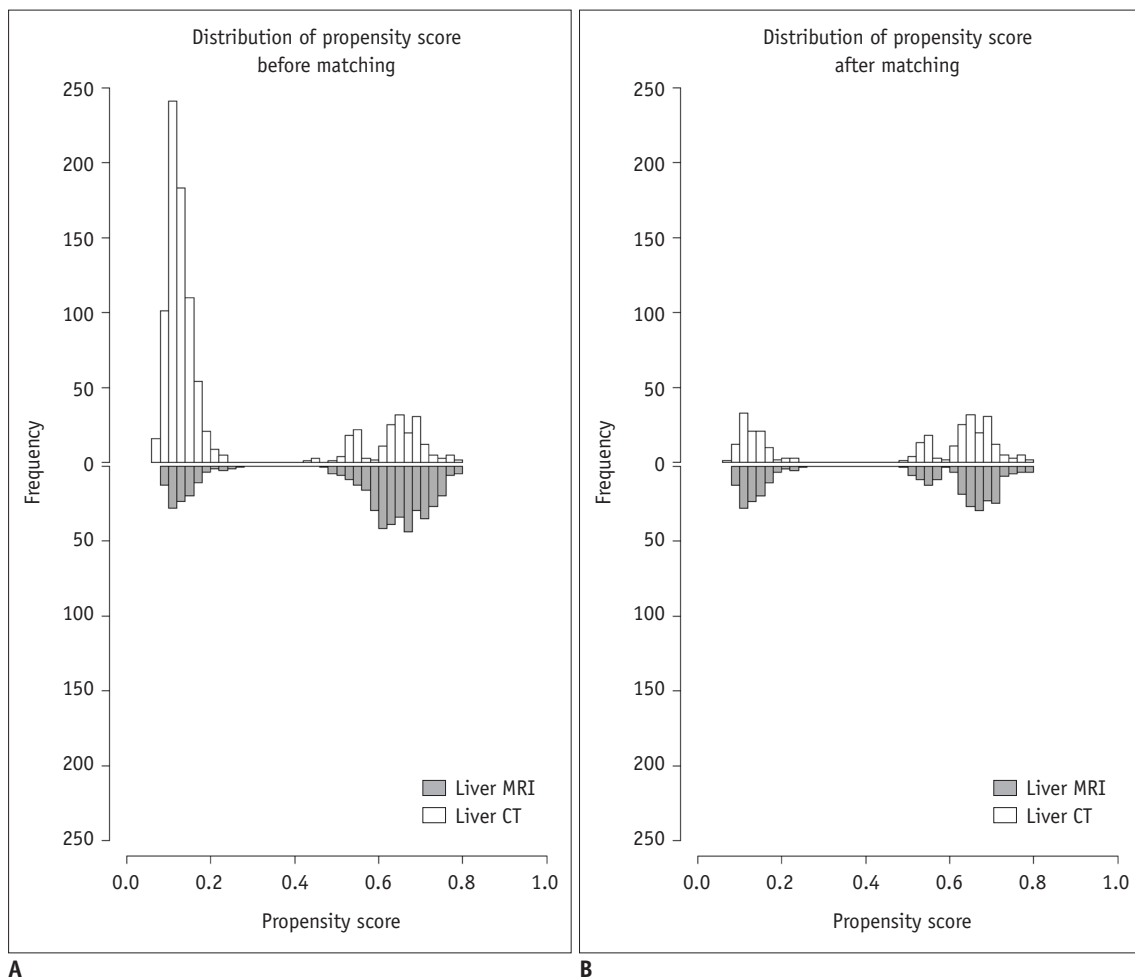 Distribution of propensity score
before matching
250
200
150
100
50
0
50
100
150
200
250
Frequency
Liver MRI
Liver CT
0.0 0.2 0.4 0.6 0.8 1.0
Propensity score
A
Distribution of propensity score
after matching
250
200
150
100
50
0
50
100
150
200
250
Frequency
Liver MRI
Liver CT
0.0 0.2 0.4 0.6 0.8 1.0
Propensity score
B